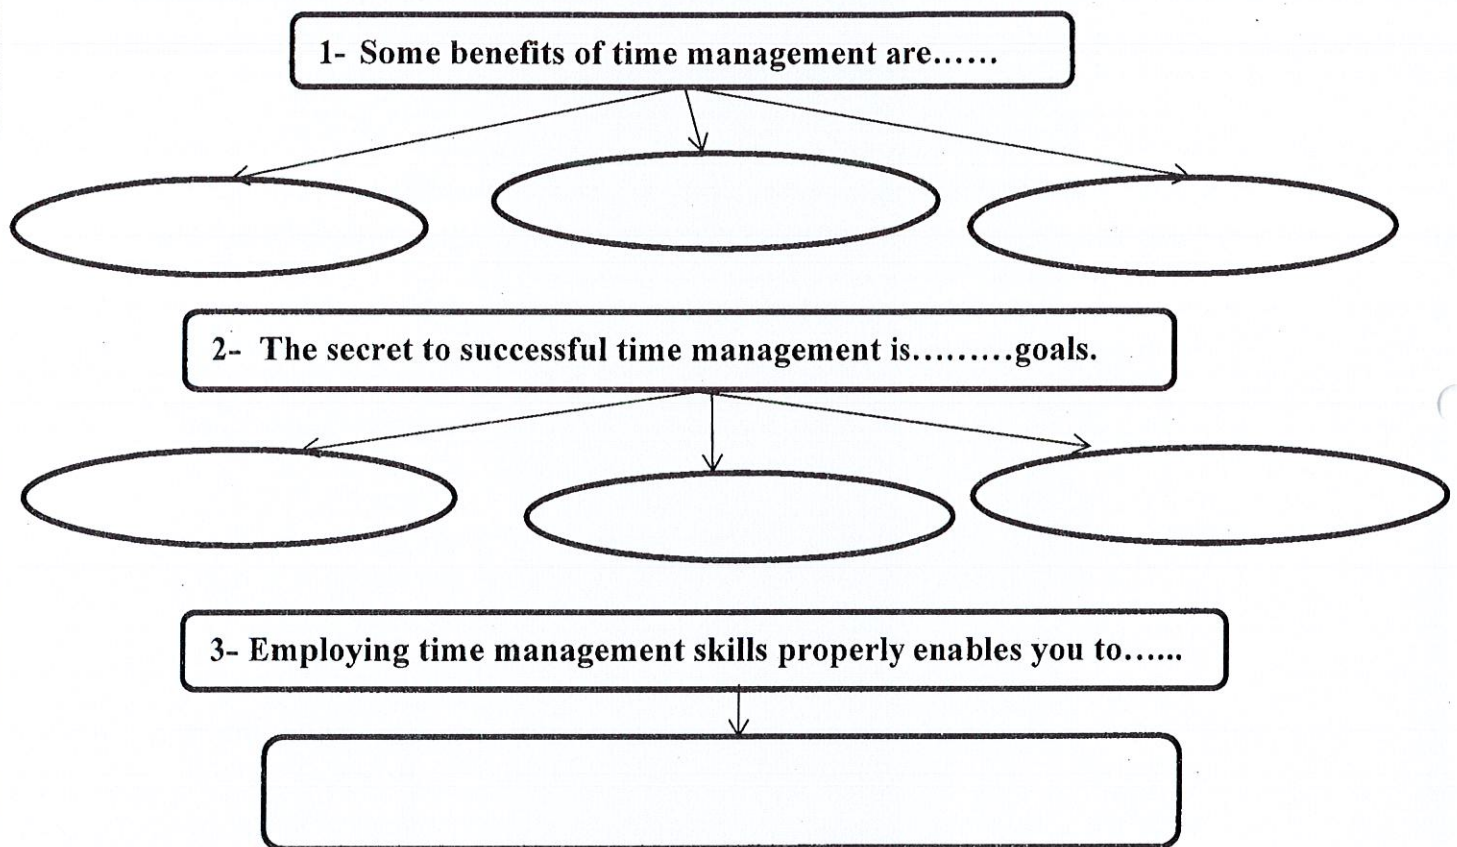 1- Some benefits of time management are......
2- The secret to successful time management is.........goals.
3- Employing time management skills properly enables you to......